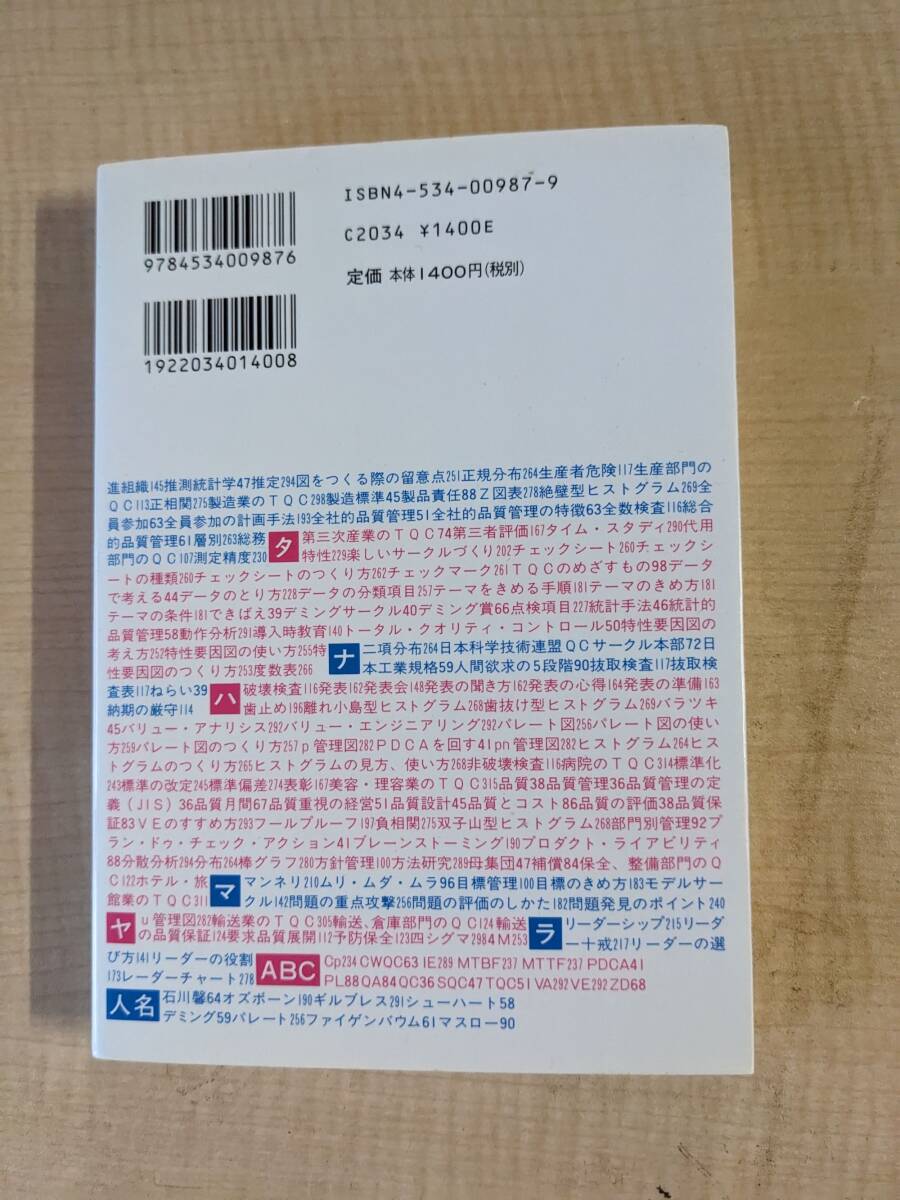 ISBN4-534-00987-9
C2034 ¥1400E
定価 本体1400円(税別)
9784534009876
1922034014008
進組織145推測統計学47推定294図をつくる際の留意点251正規分布264生産者危険117生産部門の
QC113正相関275製造業のTQC298製造標準45製品責任88Z図表278絶壁型ヒストグラム269全
員参加63全員参加の計画手法193全社的品質管理51全社的品質管理の特徴63全数検査116総合
的品質管理61層別263総務 タ 第三次産業のTQC74第三者評価167タイム・スタディ290代用
部門のQC107測定精度230 特性229楽しいサークルづくり202チェックシート260チェックシ
ートの種類260チェックシートのつくり方262チェックマーク261TQCのめざすもの98データ
で考える44データのとり方228データの分類項目257テーマをきめる手順181テーマのきめ方181
テーマの条件181できばえ39デミングサークル40デミング賞66点検項目227統計手法46統計的
品質管理58動作分析291導入時教育140トータル・クオリティ・コントロール50特性要因図の
考え方252特性要因図の使い方255特 ナ 二項分布264日本科学技術連盟QCサークル本部72日
性要因図のつくり方253度数表266 本工業規格59人間欲求の5段階90抜取検査117抜取検
査表117ねらい39 ハ 破壊検査116発表162発表会148発表の聞き方162発表の心得164発表の準備163
納期の厳守114 歯止め196離れ小島型ヒストグラム268歯抜け型ヒストグラム269バラツキ
45バリュー・アナリシス292バリュー・エンジニアリング292パレート図256パレート図の使い
方259パレート図のつくり方257p管理図282PDCAを回す41pn管理図282ヒストグラム264ヒス
トグラムのつくり方265ヒストグラムの見方、使い方268非破壊検査116病院のTQC314標準化
243標準の改定245標準偏差274表彰167美容・理容業のTQC315品質38品質管理36品質管理の定
義(JIS)36品質月間67品質重視の経営51品質設計45品質とコスト86品質の評価38品質保
証83VEのすすめ方293フールプルーフ197負相関275双子山型ヒストグラム268部門別管理92プ
ラン・ドゥ・チェック・アクション41ブレーンストーミング190プロダクト・ライアビリティ
88分散分析294分布264棒グラフ280方針管理100方法研究289母集団47補償84保全、整備部門のQ
C122ホテル・旅 マ マンネリ210ムリ・ムダ・ムラ96目標管理100目標のきめ方183モデルサー
館業のTQC311 クル142問題の重点攻撃256問題の評価のしかた182問題発見のポイント240
ヤ u管理図282輸送業のTQC305輸送、倉庫部門のQC124輸送 ラ リーダーシップ215リーダ
の品質保証124要求品質展開112予防保全123四シグマ2984M253 ー十戒217リーダーの選
び方141リーダーの役割 ABC Cp234CWQC63IE289 MTBF237 MTTF237 PDCA41
173レーダーチャート278 PL88QA84QC36SQC47TQC51VA292VE292ZD68
人名 石川馨64オズボーン190ギルブレス291シューハート58
デミング59パレート256ファイゲンバウム61マスロー90